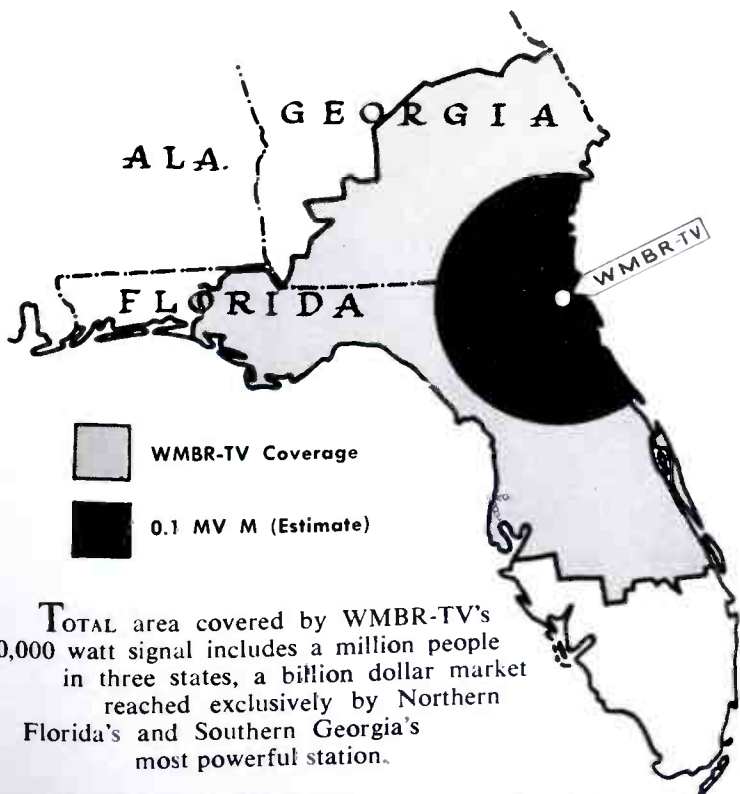 GEORGIA
ALA.
WMBR-TV
FLORIDA
WMBR-TV Coverage
0.1 MV M (Estimate)
TOTAL area covered by WMBR-TV's
0,000 watt signal includes a million people
in three states, a billion dollar market
reached exclusively by Northern
Florida's and Southern Georgia's
most powerful station.